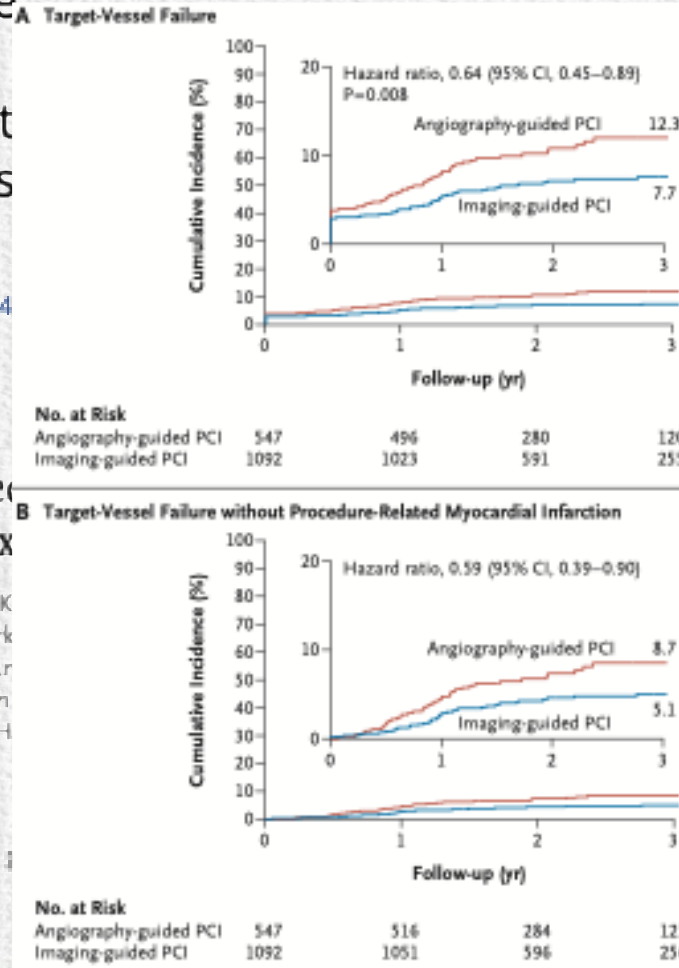 A Target-Vessel Failure
Cumulative Incidence (%)
100
90
80
70
60
50
40
30
20
10
0
20
10
0
Hazard ratio, 0.64 (95% CI, 0.45–0.89)
P=0.008
Angiography-guided PCI 12.3
Imaging-guided PCI 7.7
0 1 2 3
0 1 2 3
Follow-up (yr)
No. at Risk
Angiography-guided PCI 547 496 280
Imaging-guided PCI 1092 1023 591
B Target-Vessel Failure without Procedure-Related Myocardial Infarction
Cumulative Incidence (%)
100
90
80
70
60
50
40
30
20
10
0
20
10
0
Hazard ratio, 0.59 (95% CI, 0.39–0.90)
Angiography-guided PCI 8.7
Imaging-guided PCI 5.1
0 1 2 3
0 1 2 3
Follow-up (yr)
No. at Risk
Angiography-guided PCI 547 516 284
Imaging-guided PCI 1092 1051 596